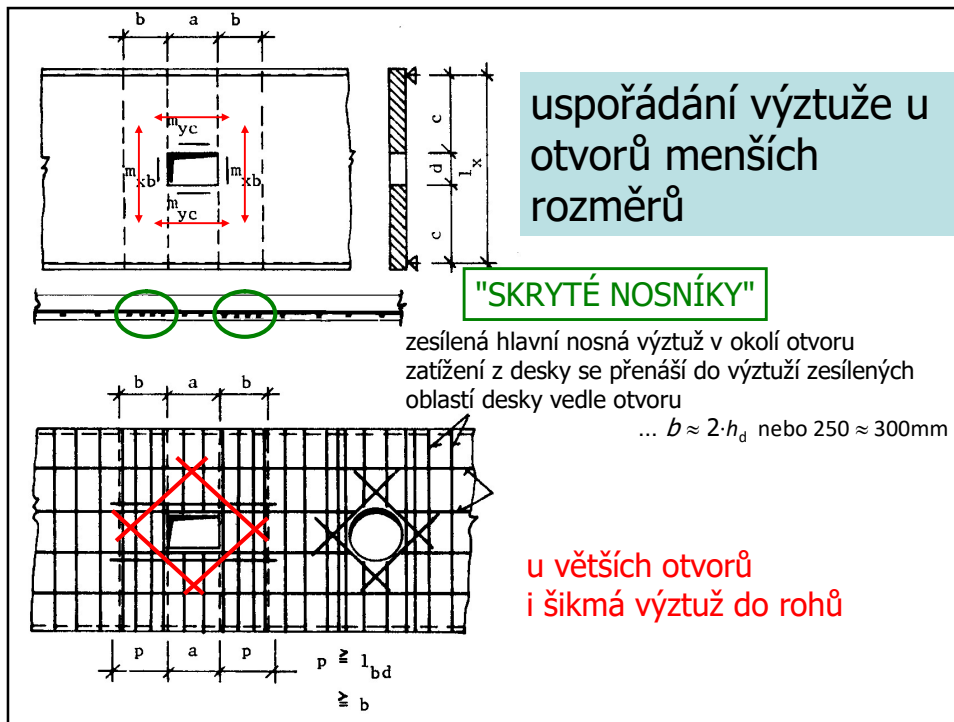 b a b
uspořádání výztuže u
otvorů menších
rozměrů
m yc
m xb
m xb
m yc
c
d
l x
c
"SKRYTÉ NOSNÍKY"
zesílená hlavní nosná výztuž v okolí otvoru
zatížení z desky se přenáší do výztuží zesílených
oblastí desky vedle otvoru
... b ≈ 2·hd nebo 250 ≈ 300mm
b a b
u větších otvorů
i šikmá výztuž do rohů
p a p
p ≧ l bd
≧ b